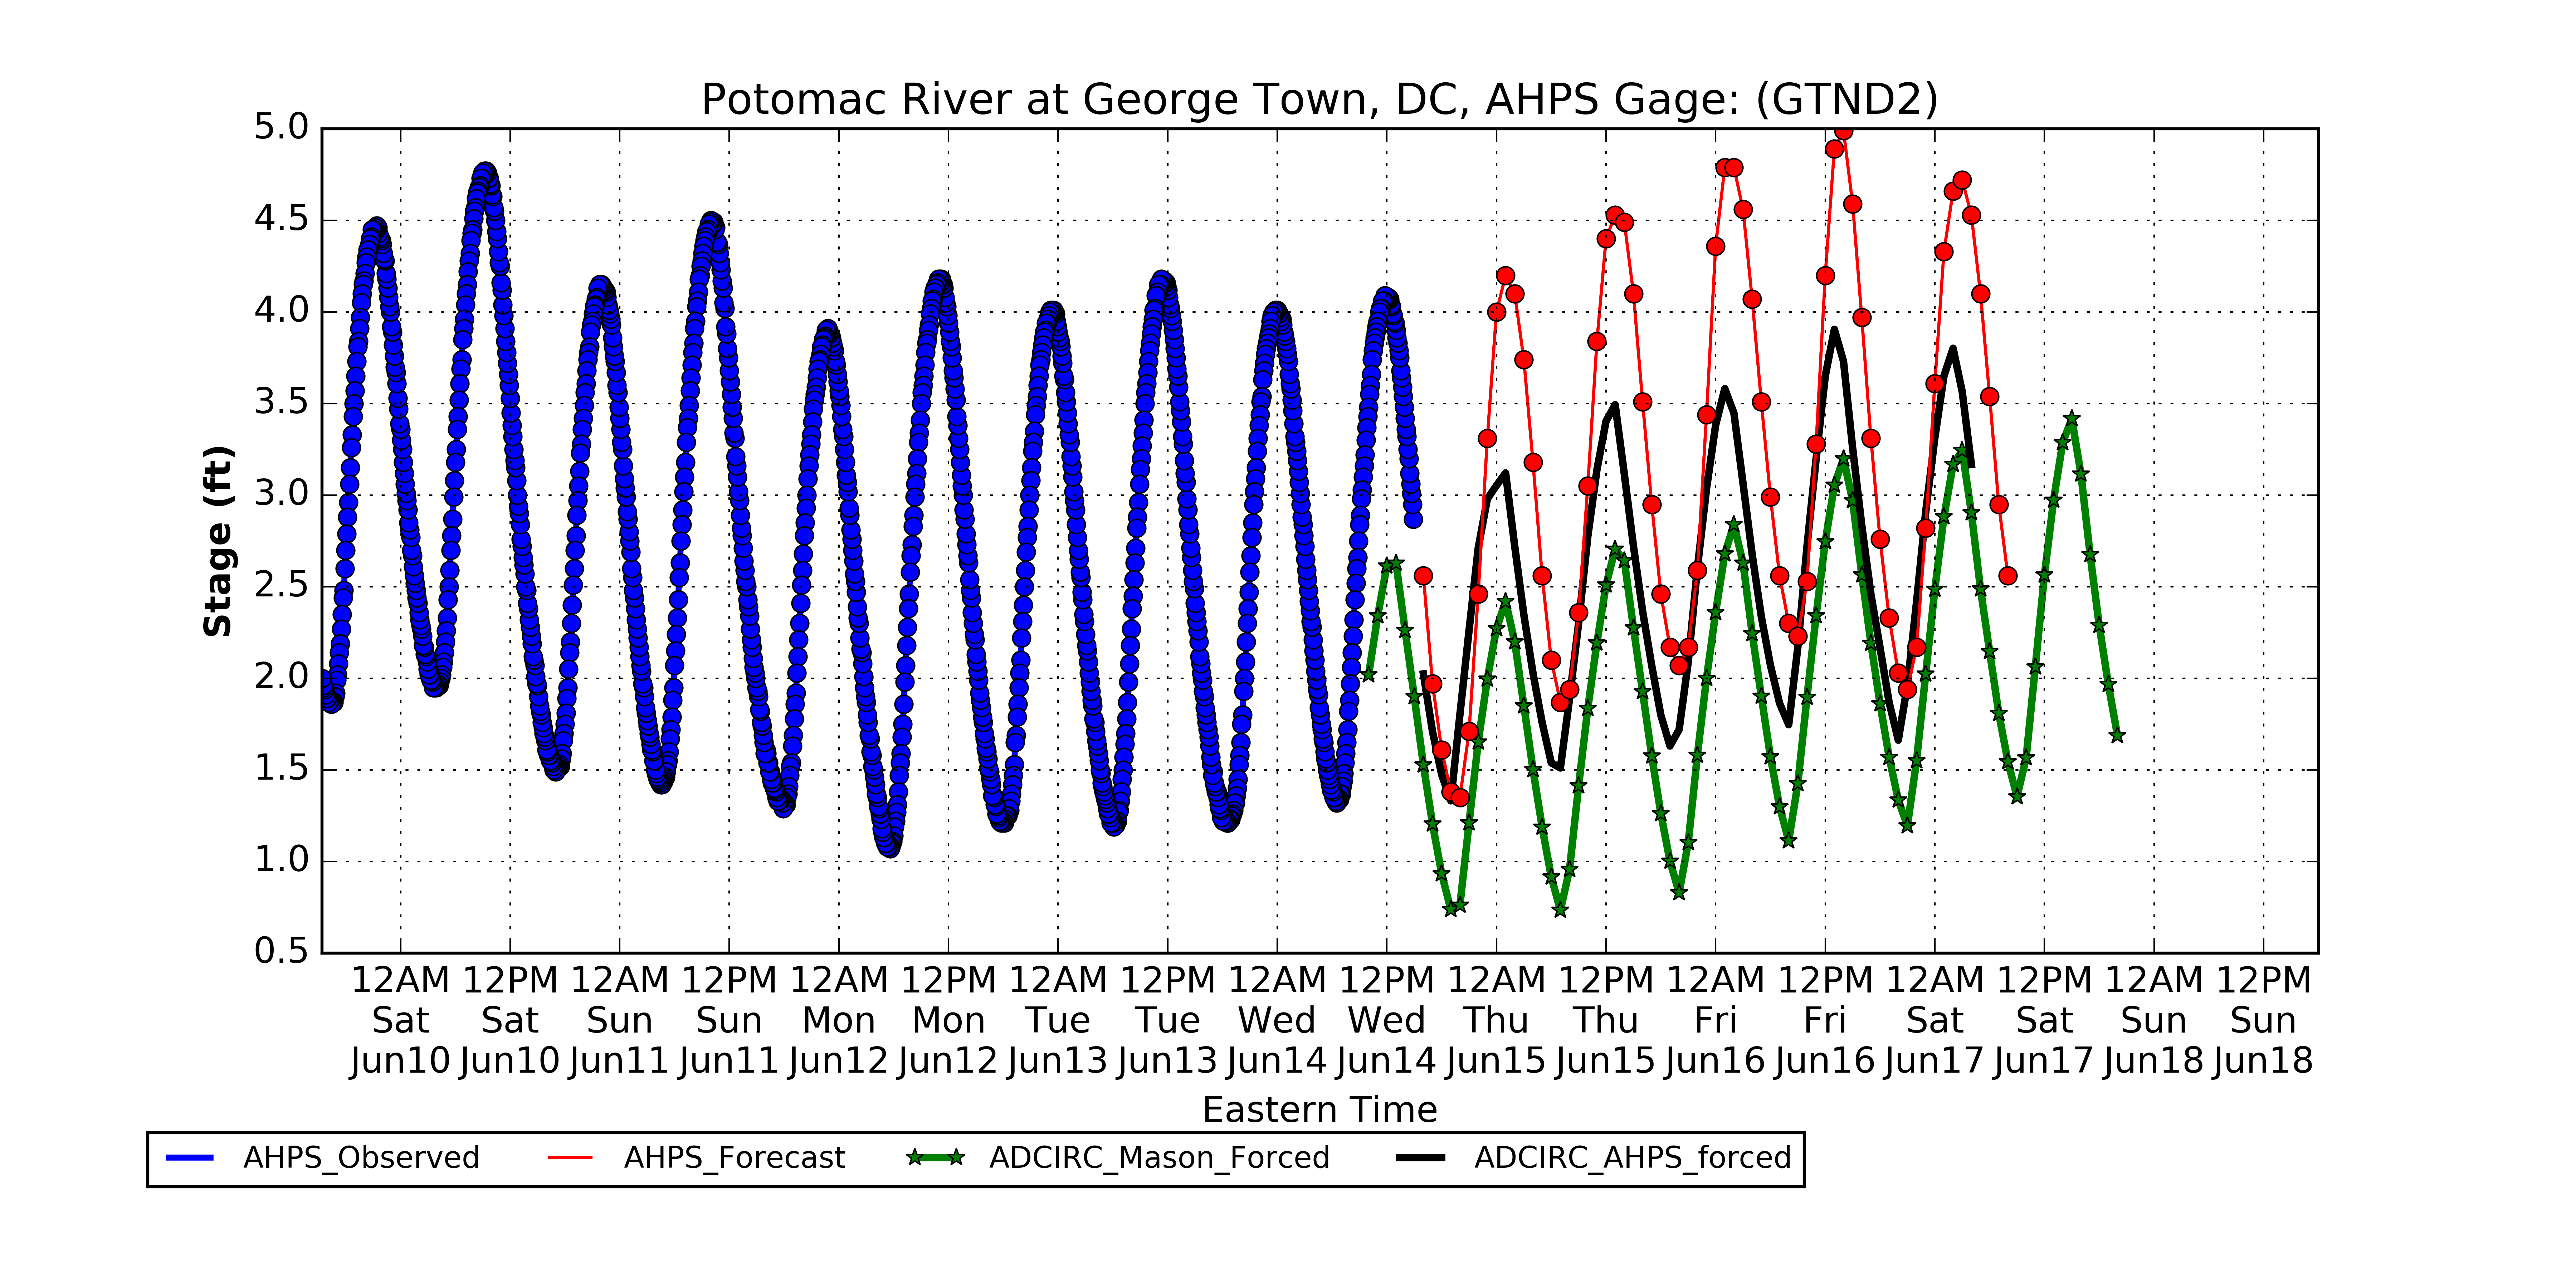 Potomac River at George Town, DC, AHPS Gage: (GTND2)
5.0
4.5
4.0
3.5
3.0
2.5
2.0
1.5
1.0
0.5
Stage (ft)
12AM 12PM 12AM 12PM 12AM 12PM 12AM 12PM 12AM 12PM 12AM 12PM 12AM 12PM 12AM 12PM 12AM 12PM
Sat Sat Sun Sun Mon Mon Tue Tue Wed Wed Thu Thu Fri Fri Sat Sat Sun Sun
Jun10 Jun10 Jun11 Jun11 Jun12 Jun12 Jun13 Jun13 Jun14 Jun14 Jun15 Jun15 Jun16 Jun16 Jun17 Jun17 Jun18 Jun18
Eastern Time
AHPS_Observed AHPS_Forecast ADCIRC_Mason_Forced ADCIRC_AHPS_forced